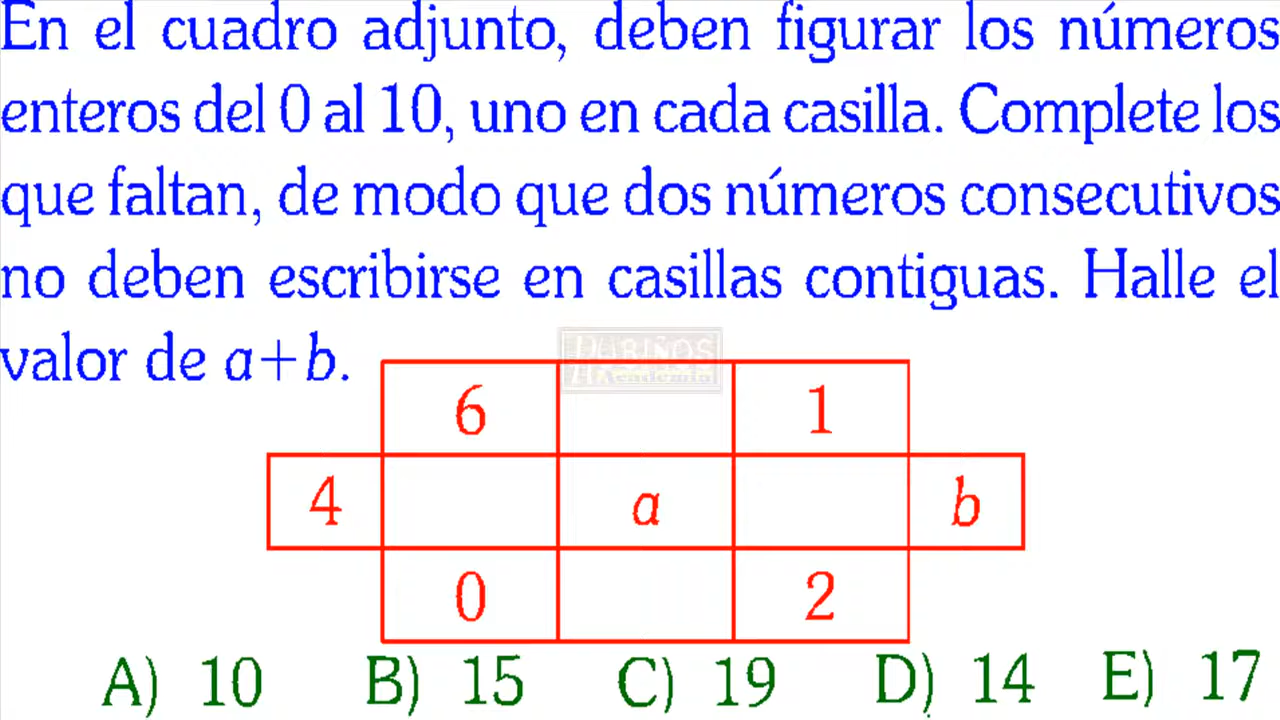 En el cuadro adjunto, deben figurar los números
enteros del 0 al 10, uno en cada casilla. Complete los
que faltan, de modo que dos números consecutivos
no deben escribirse en casillas contiguas. Halle el
valor de a+b.
RUBIÑOS
Academia
6 1
4 a b
0 2
A) 10 B) 15 C) 19 D) 14 E) 17